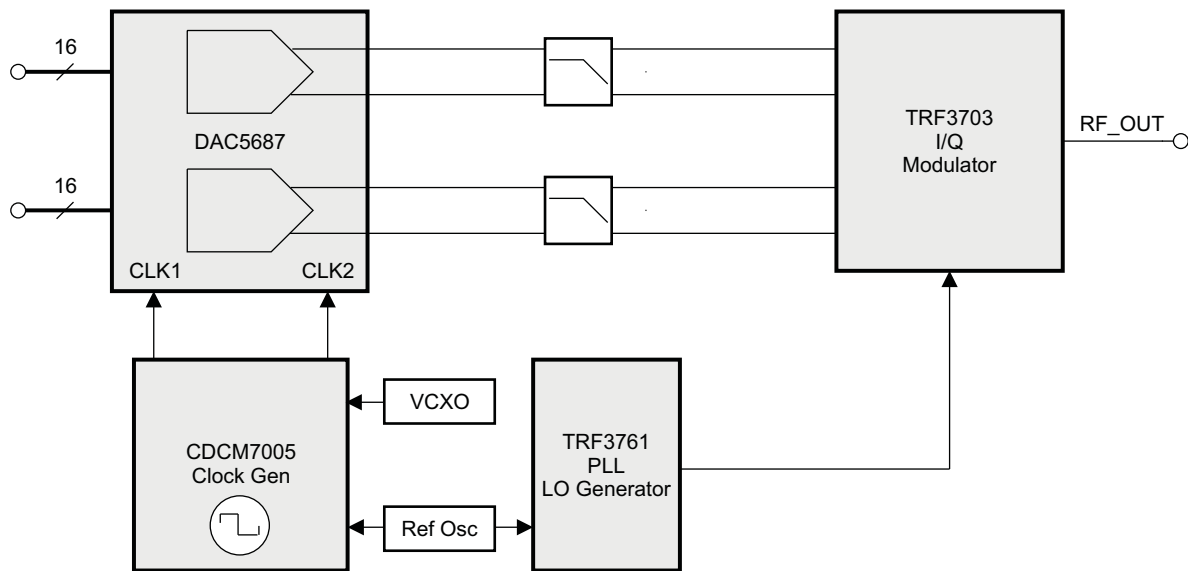 16
DAC5687
16
CLK1
CLK2
TRF3703
I/Q
Modulator
RF_OUT
CDCM7005
Clock Gen
VCXO
Ref Osc
TRF3761
PLL
LO Generator